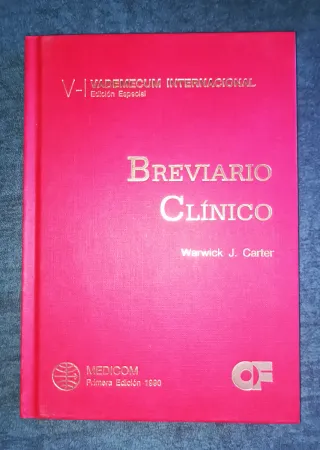 V-I VADEMECUM INTERNACIONAL
Edición Especial
BREVIARIO
CLÍNICO
Warwick J. Carter
MEDICOM
Primera Edición-1990